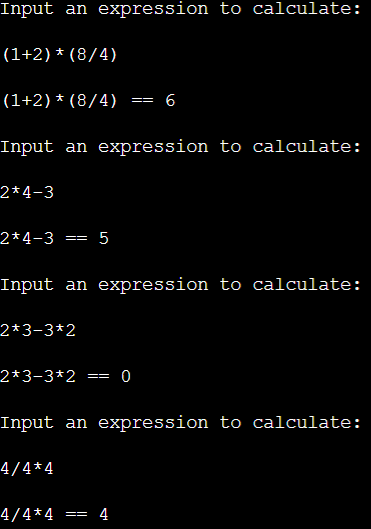 Input an expression to calculate:
(1+2)*(8/4)
(1+2)*(8/4) == 6
Input an expression to calculate:
2*4-3
2*4-3 == 5
Input an expression to calculate:
2*3-3*2
2*3-3*2 == 0
Input an expression to calculate:
4/4*4
4/4*4 == 4